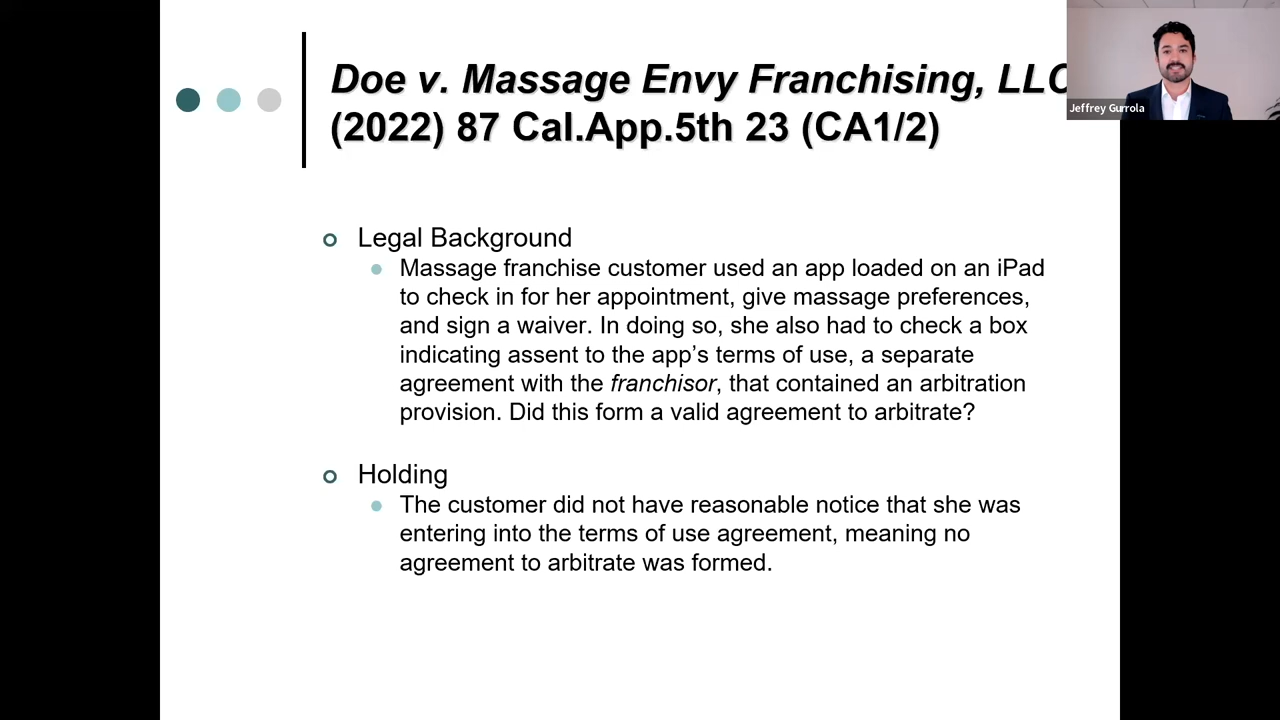 Doe v. Massage Envy Franchising, LLC
(2022) 87 Cal.App.5th 23 (CA1/2)
Jeffrey Gurrola
Legal Background
Massage franchise customer used an app loaded on an iPad
to check in for her appointment, give massage preferences,
and sign a waiver. In doing so, she also had to check a box
indicating assent to the app’s terms of use, a separate
agreement with the franchisor, that contained an arbitration
provision. Did this form a valid agreement to arbitrate?
Holding
The customer did not have reasonable notice that she was
entering into the terms of use agreement, meaning no
agreement to arbitrate was formed.